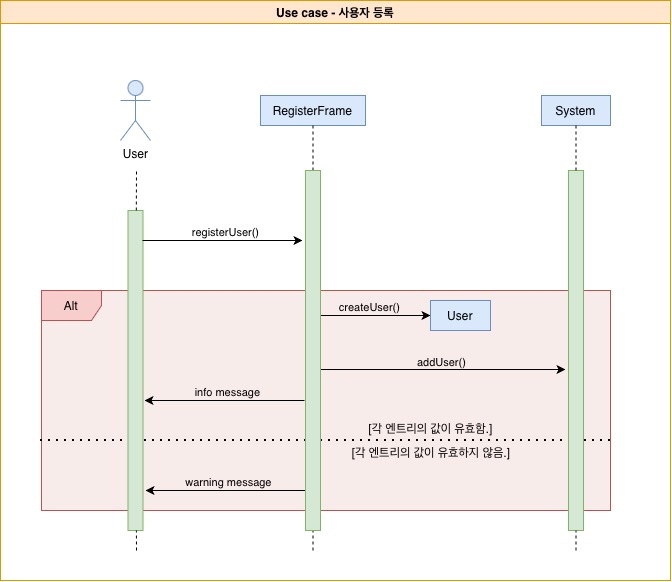 Use case - 사용자 등록
User
RegisterFrame
System
registerUser()
Alt
createUser()
User
addUser()
info message
[각 엔트리의 값이 유효함.]
[각 엔트리의 값이 유효하지 않음.]
warning message